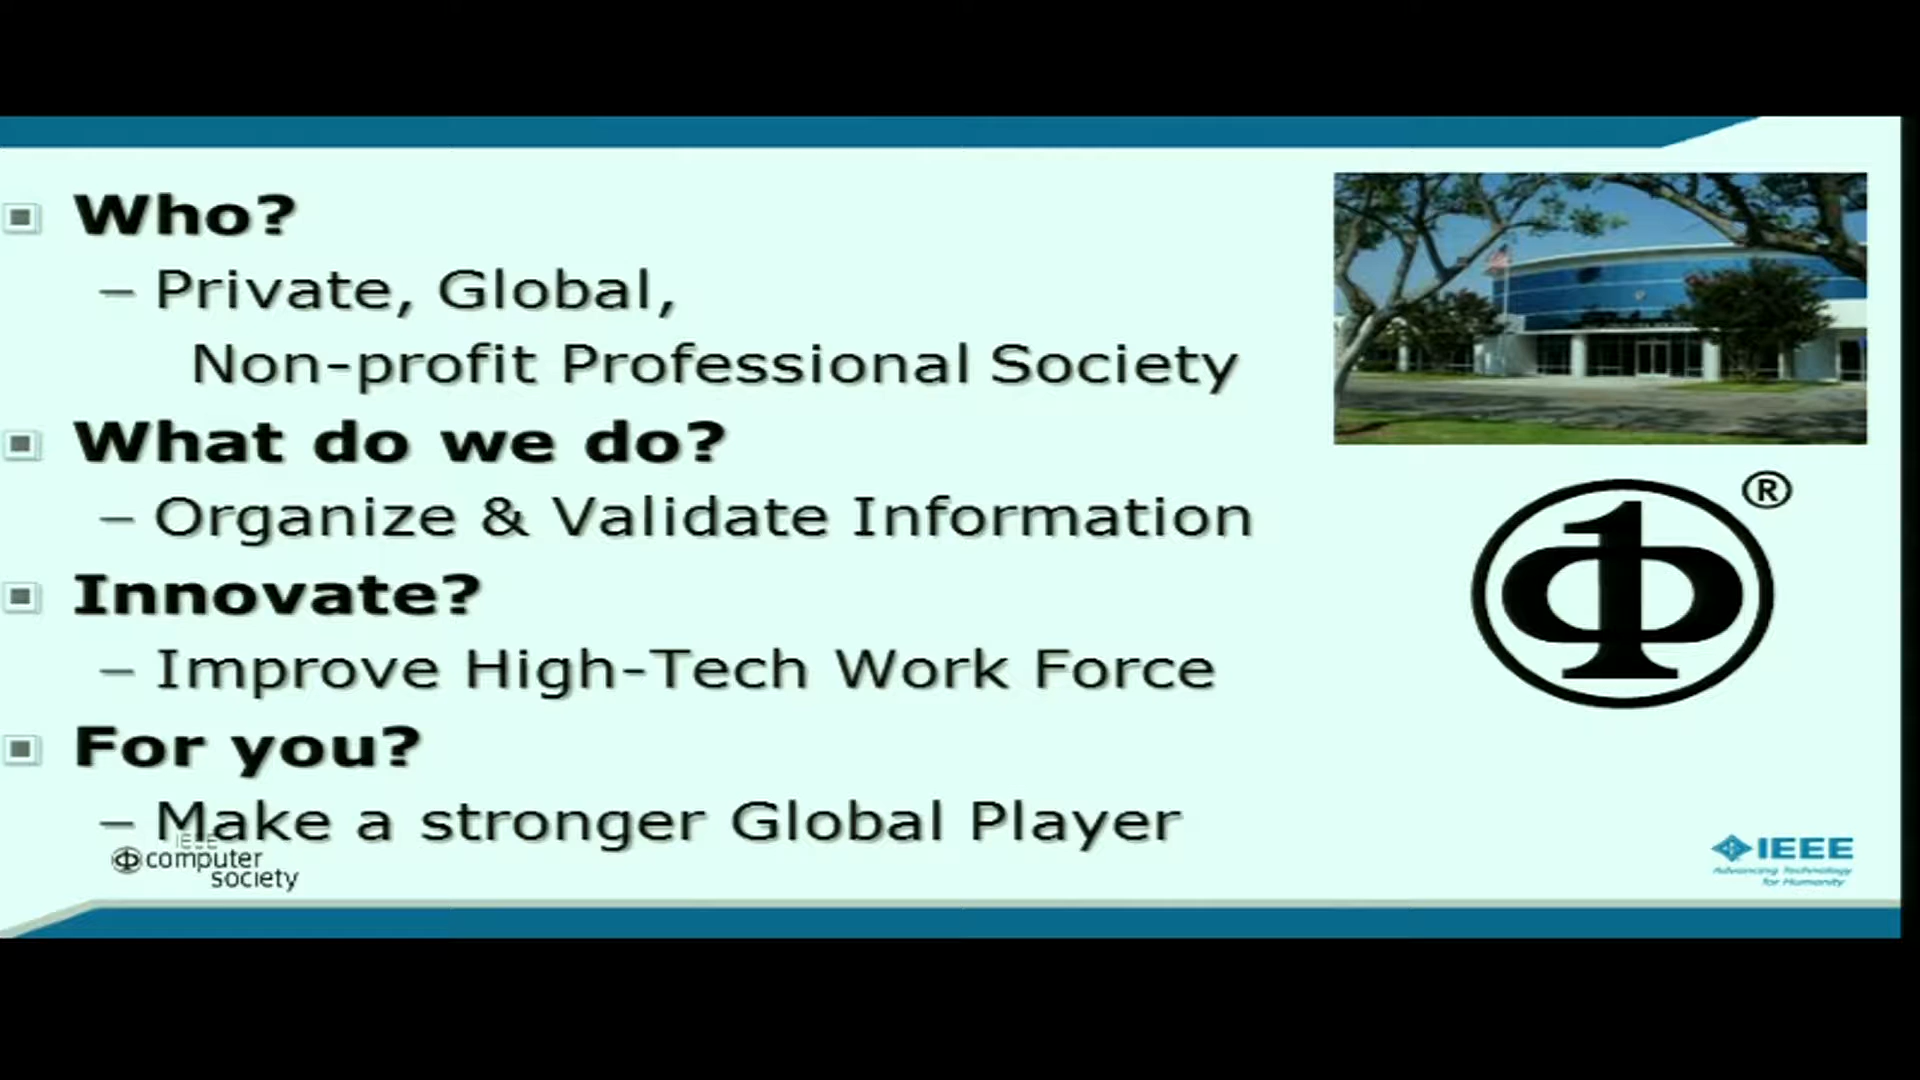 Who?
– Private, Global,
Non-profit Professional Society
What do we do?
– Organize & Validate Information
Innovate?
– Improve High-Tech Work Force
For you?
– Make a stronger Global Player
®
IEEE
computer
society
IEEE
Advancing Technology
for Humanity